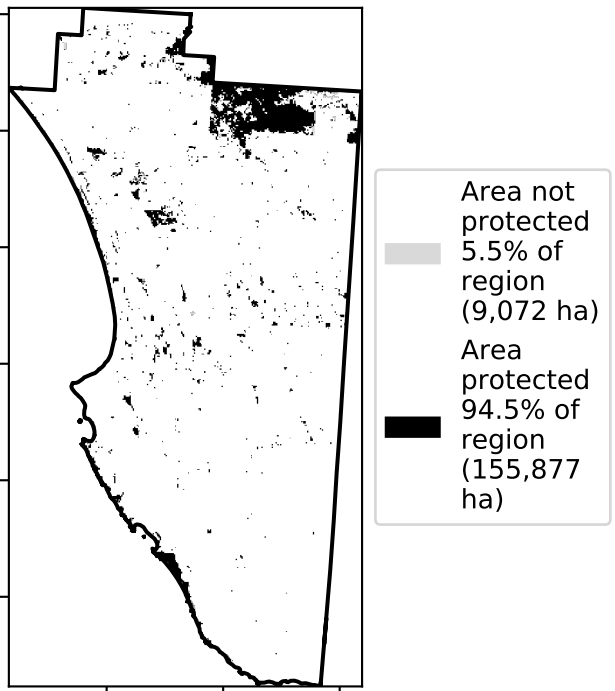 Area not
protected
5.5% of
region
(9,072 ha)
Area
protected
94.5% of
region
(155,877
ha)